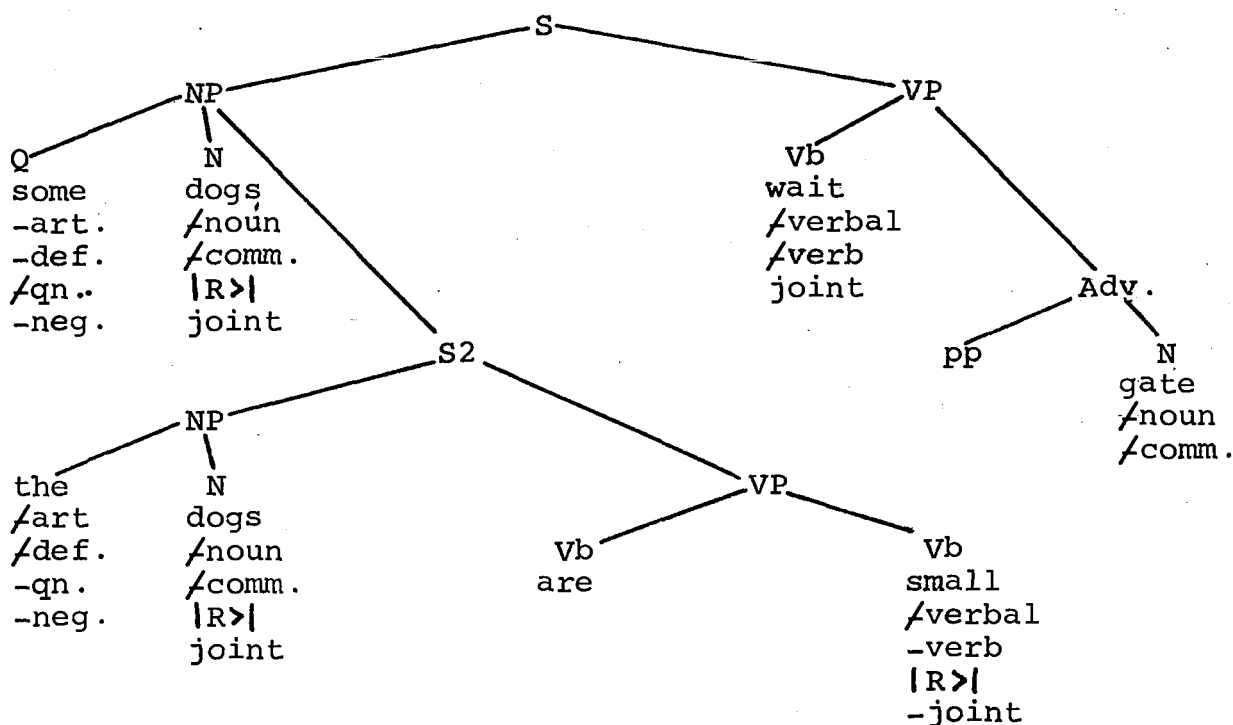 S
NP VP
Q N Vb
some dogs wait
-art. ⌿noun ⌿verbal
-def. ⌿comm. ⌿verb
⌿qn.. |R>| joint Adv.
-neg. joint
S2 pp N
gate
NP ⌿noun
⌿comm.
the N VP
⌿art dogs
⌿def. ⌿noun Vb Vb
-qn. ⌿comm. are small
-neg. |R>| ⌿verbal
joint -verb
|R>|
-joint